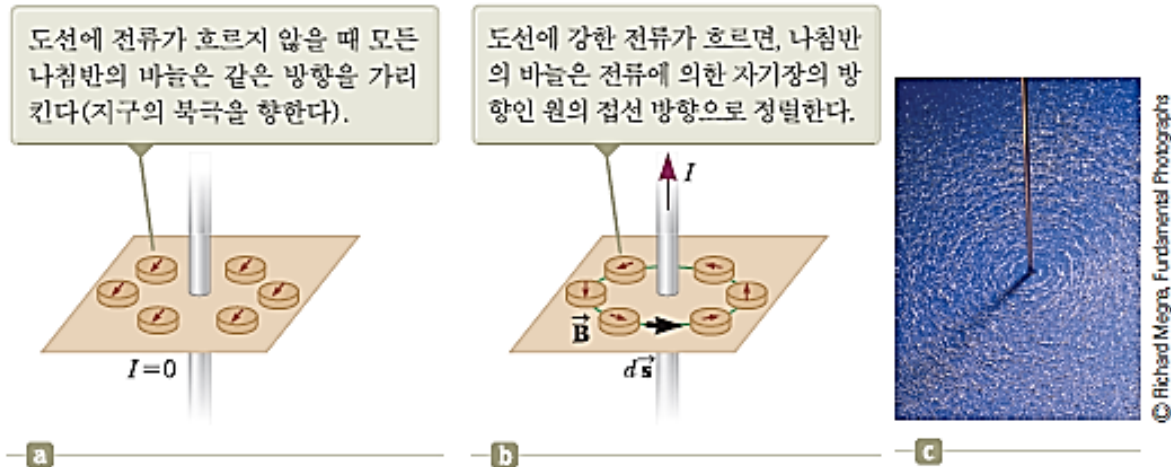 도선에 전류가 흐르지 않을 때 모든
나침반의 바늘은 같은 방향을 가리
킨다(지구의 북극을 향한다).
도선에 강한 전류가 흐르면, 나침반
의 바늘은 전류에 의한 자기장의 방
향인 원의 접선 방향으로 정렬한다.
I
I=0
B
ds
a
b
c
© Richard Megna, Fundamental Photographs